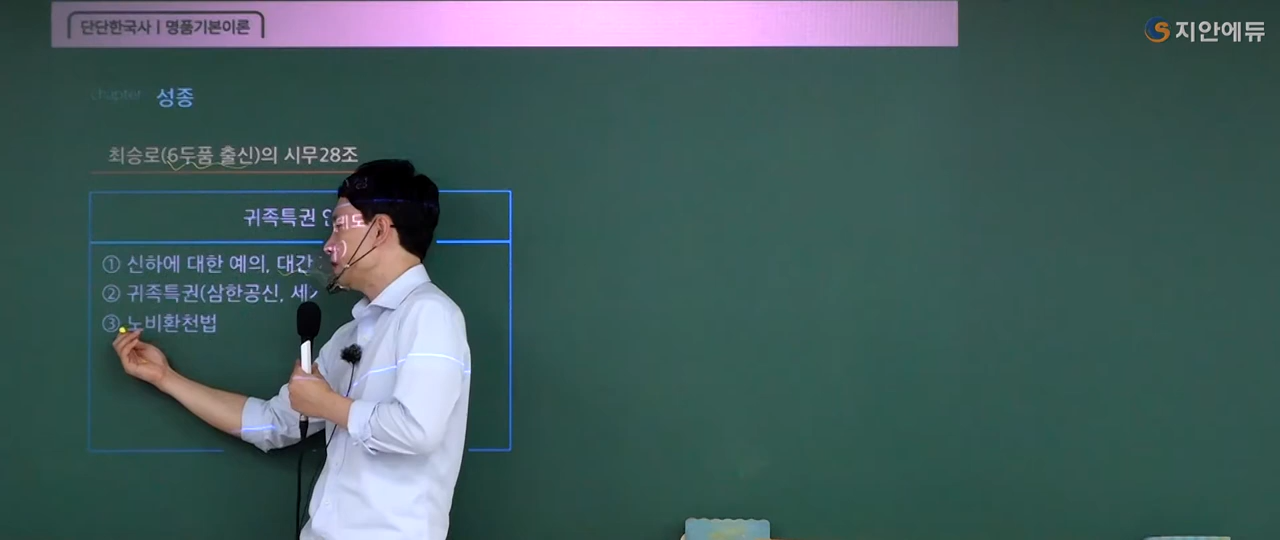 단단한국사 | 명품기본이론
지안에듀
chapter 성종
최승로(6두품 출신)의 시무28조
귀족특권
① 신하에 대한 예의, 대간
② 귀족특권(삼한공신,
③ 노비환천법